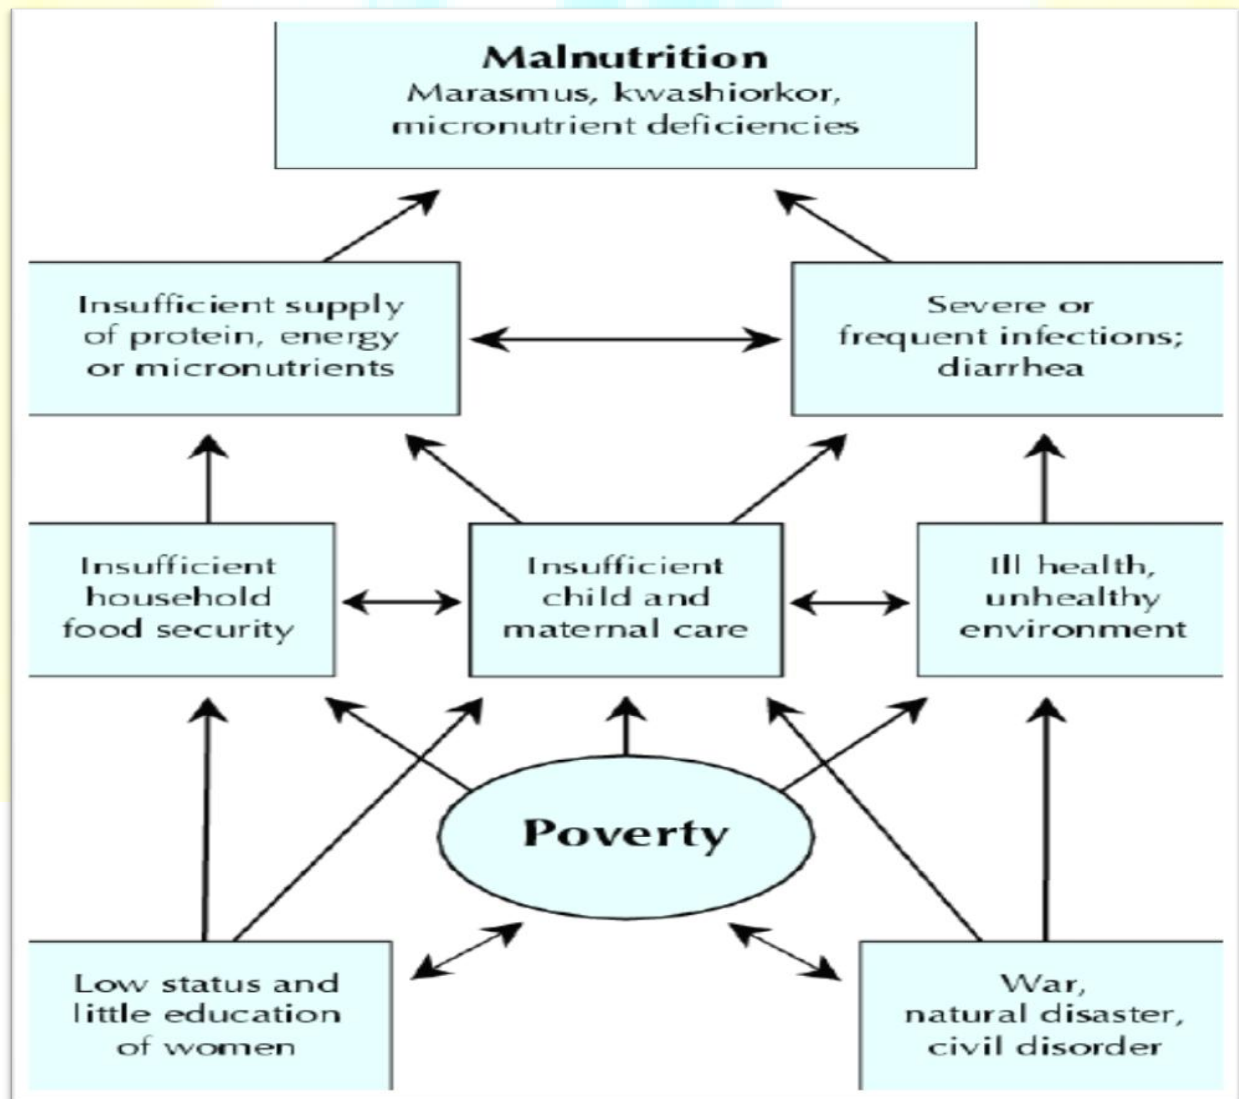 Malnutrition
Marasmus, kwashiorkor,
micronutrient deficiencies
Insufficient supply
of protein, energy
or micronutrients
Severe or
frequent infections;
diarrhea
Insufficient
household
food security
Insufficient
child and
maternal care
Ill health,
unhealthy
environment
Poverty
Low status and
little education
of women
War,
natural disaster,
civil disorder